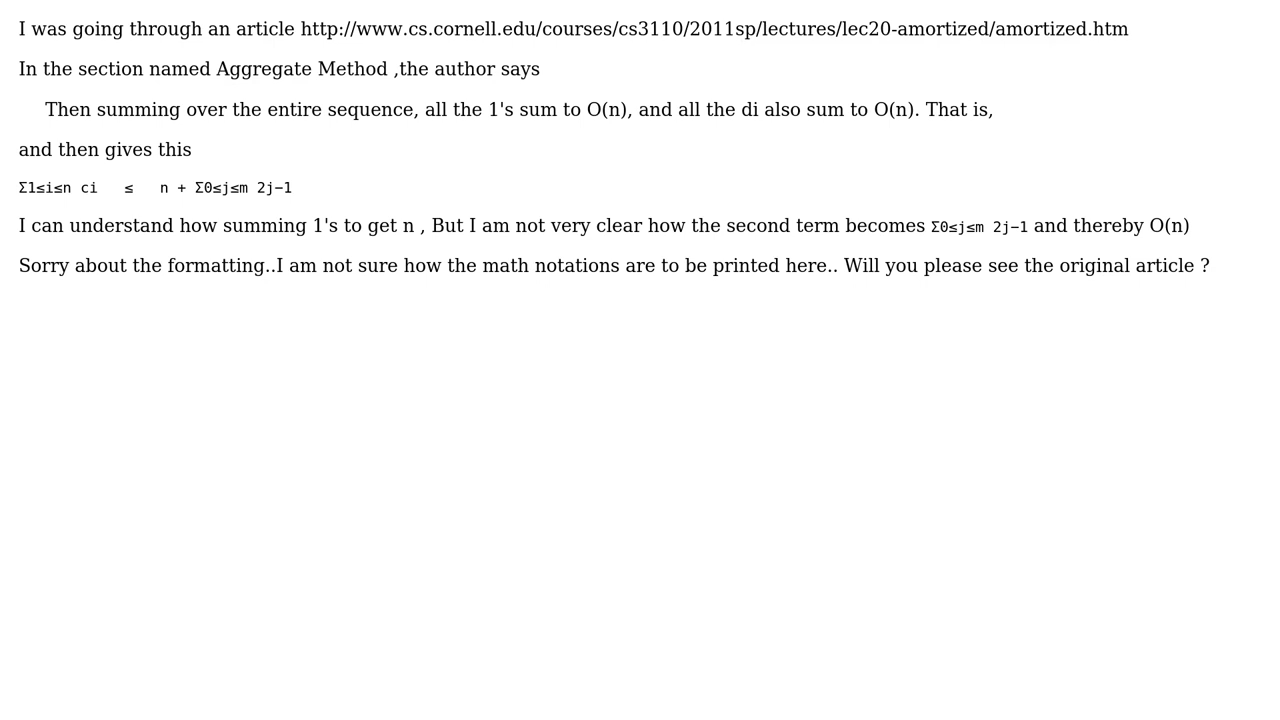 I was going through an article http://www.cs.cornell.edu/courses/cs3110/2011sp/lectures/lec20-amortized/amortized.htm
In the section named Aggregate Method ,the author says
Then summing over the entire sequence, all the 1's sum to O(n), and all the di also sum to O(n). That is,
and then gives this
Σ1≤i≤n ci   ≤   n + Σ0≤j≤m 2j−1
I can understand how summing 1's to get n , But I am not very clear how the second term becomes Σ0≤j≤m 2j−1 and thereby O(n)
Sorry about the formatting..I am not sure how the math notations are to be printed here.. Will you please see the original article ?